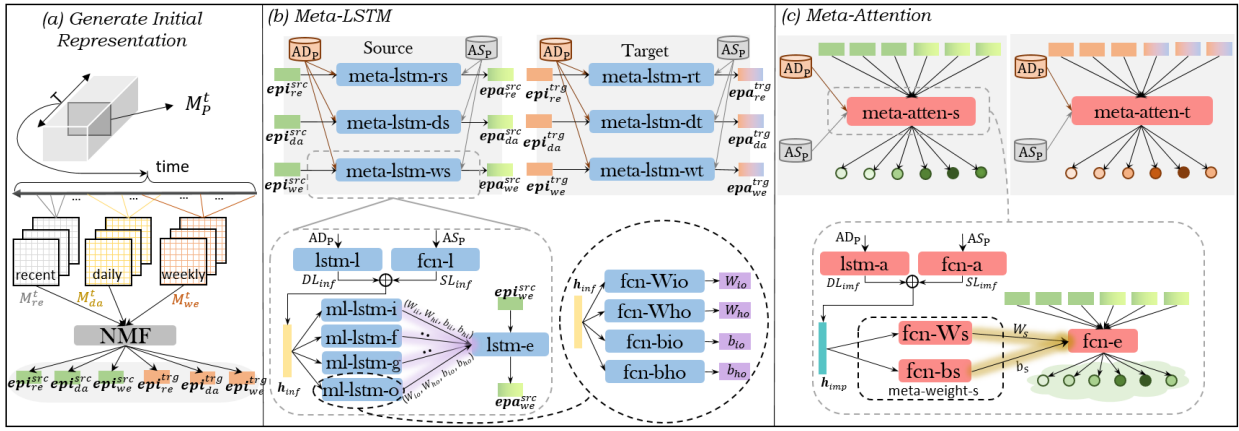 (a) Generate Initial
Representation
T
M_P^t
time
... ... ...
recent
daily
weekly
M_re^t
M_da^t
M_we^t
NMF
epi_re^src
epi_da^src
epi_we^src
epi_re^trg
epi_da^trg
epi_we^trg
(b) Meta-LSTM
AD_P
Source
AS_P
epi_re^src
meta-lstm-rs
epa_re^src
epi_da^src
meta-lstm-ds
epa_da^src
epi_we^src
meta-lstm-ws
epa_we^src
AD_P
Target
AS_P
epi_re^trg
meta-lstm-rt
epa_re^trg
epi_da^trg
meta-lstm-dt
epa_da^trg
epi_we^trg
meta-lstm-wt
epa_we^trg
AD_P
AS_P
lstm-l
fcn-l
DL_inf
SL_inf
h_inf
ml-lstm-i
ml-lstm-f
ml-lstm-g
ml-lstm-o
(W_ii, W_hi, b_ii, b_hi)
(W_io, W_ho, b_io, b_ho)
epi_we^src
lstm-e
epa_we^src
h_inf
fcn-Wio
W_io
fcn-Who
W_ho
fcn-bio
b_io
fcn-bho
b_ho
(c) Meta-Attention
AD_P
meta-atten-s
AS_P
AD_P
meta-atten-t
AS_P
AD_P
AS_P
lstm-a
fcn-a
DL_imf
SL_imf
h_imp
fcn-Ws
W_s
fcn-bs
b_s
meta-weight-s
fcn-e